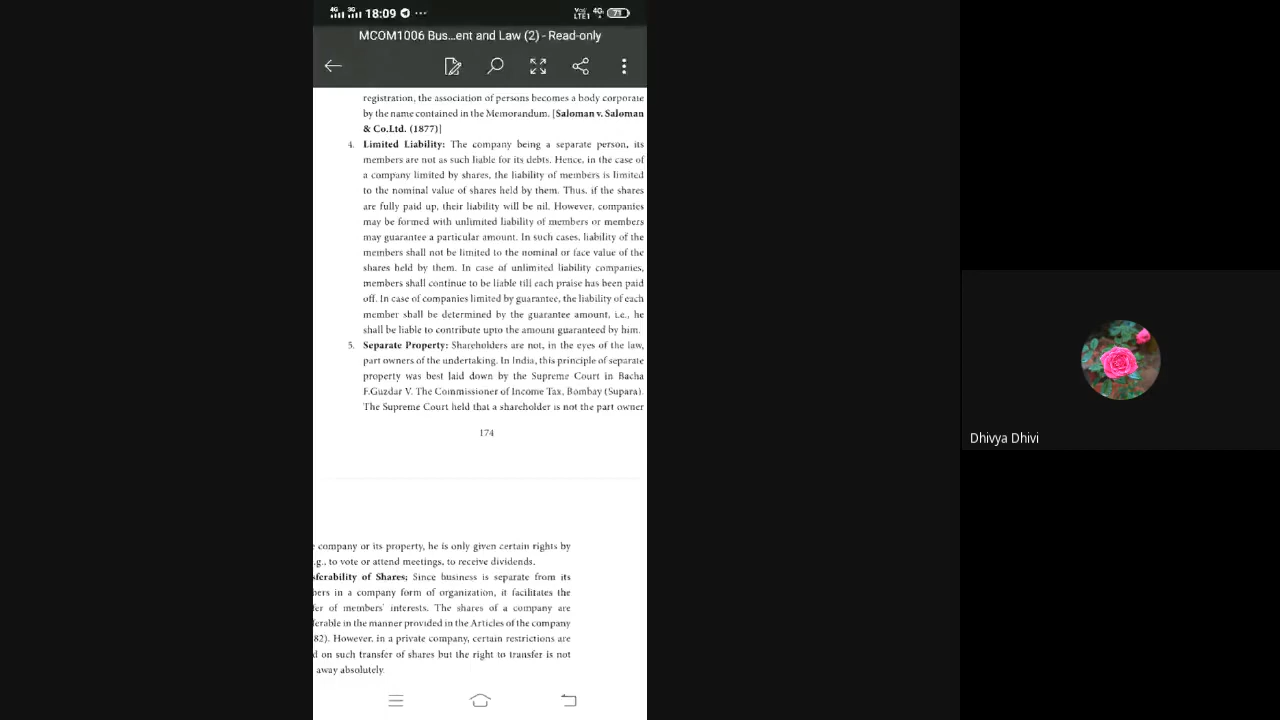 4G 3G 18:09 ...
Vo) LTE1 4G 71
MCOM1006 Bus...ent and Law (2) - Read-only
registration, the association of persons becomes a body corporate
by the name contained in the Memorandum. [Saloman v. Saloman
& Co.Ltd. (1877)]
4. Limited Liability: The company being a separate person, its
members are not as such liable for its debts. Hence, in the case of
a company limited by shares, the liability of members is limited
to the nominal value of shares held by them. Thus, if the shares
are fully paid up, their liability will be nil. However, companies
may be formed with unlimited liability of members or members
may guarantee a particular amount. In such cases, liability of the
members shall not be limited to the nominal or face value of the
shares held by them. In case of unlimited liability companies,
members shall continue to be liable till each praise has been paid
off. In case of companies limited by guarantee, the liability of each
member shall be determined by the guarantee amount, i.e., he
shall be liable to contribute upto the amount guaranteed by him.
5. Separate Property: Shareholders are not, in the eyes of the law,
part owners of the undertaking. In India, this principle of separate
property was best laid down by the Supreme Court in Bacha
F.Guzdar V. The Commissioner of Income Tax, Bombay (Supara).
The Supreme Court held that a shareholder is not the part owner
174
e company or its property, he is only given certain rights by
.g., to vote or attend meetings, to receive dividends.
sferability of Shares; Since business is separate from its
bers in a company form of organization, it facilitates the
fer of members' interests. The shares of a company are
ferable in the manner provided in the Articles of the company
82). However, in a private company, certain restrictions are
d on such transfer of shares but the right to transfer is not
away absolutely.
Dhivya Dhivi